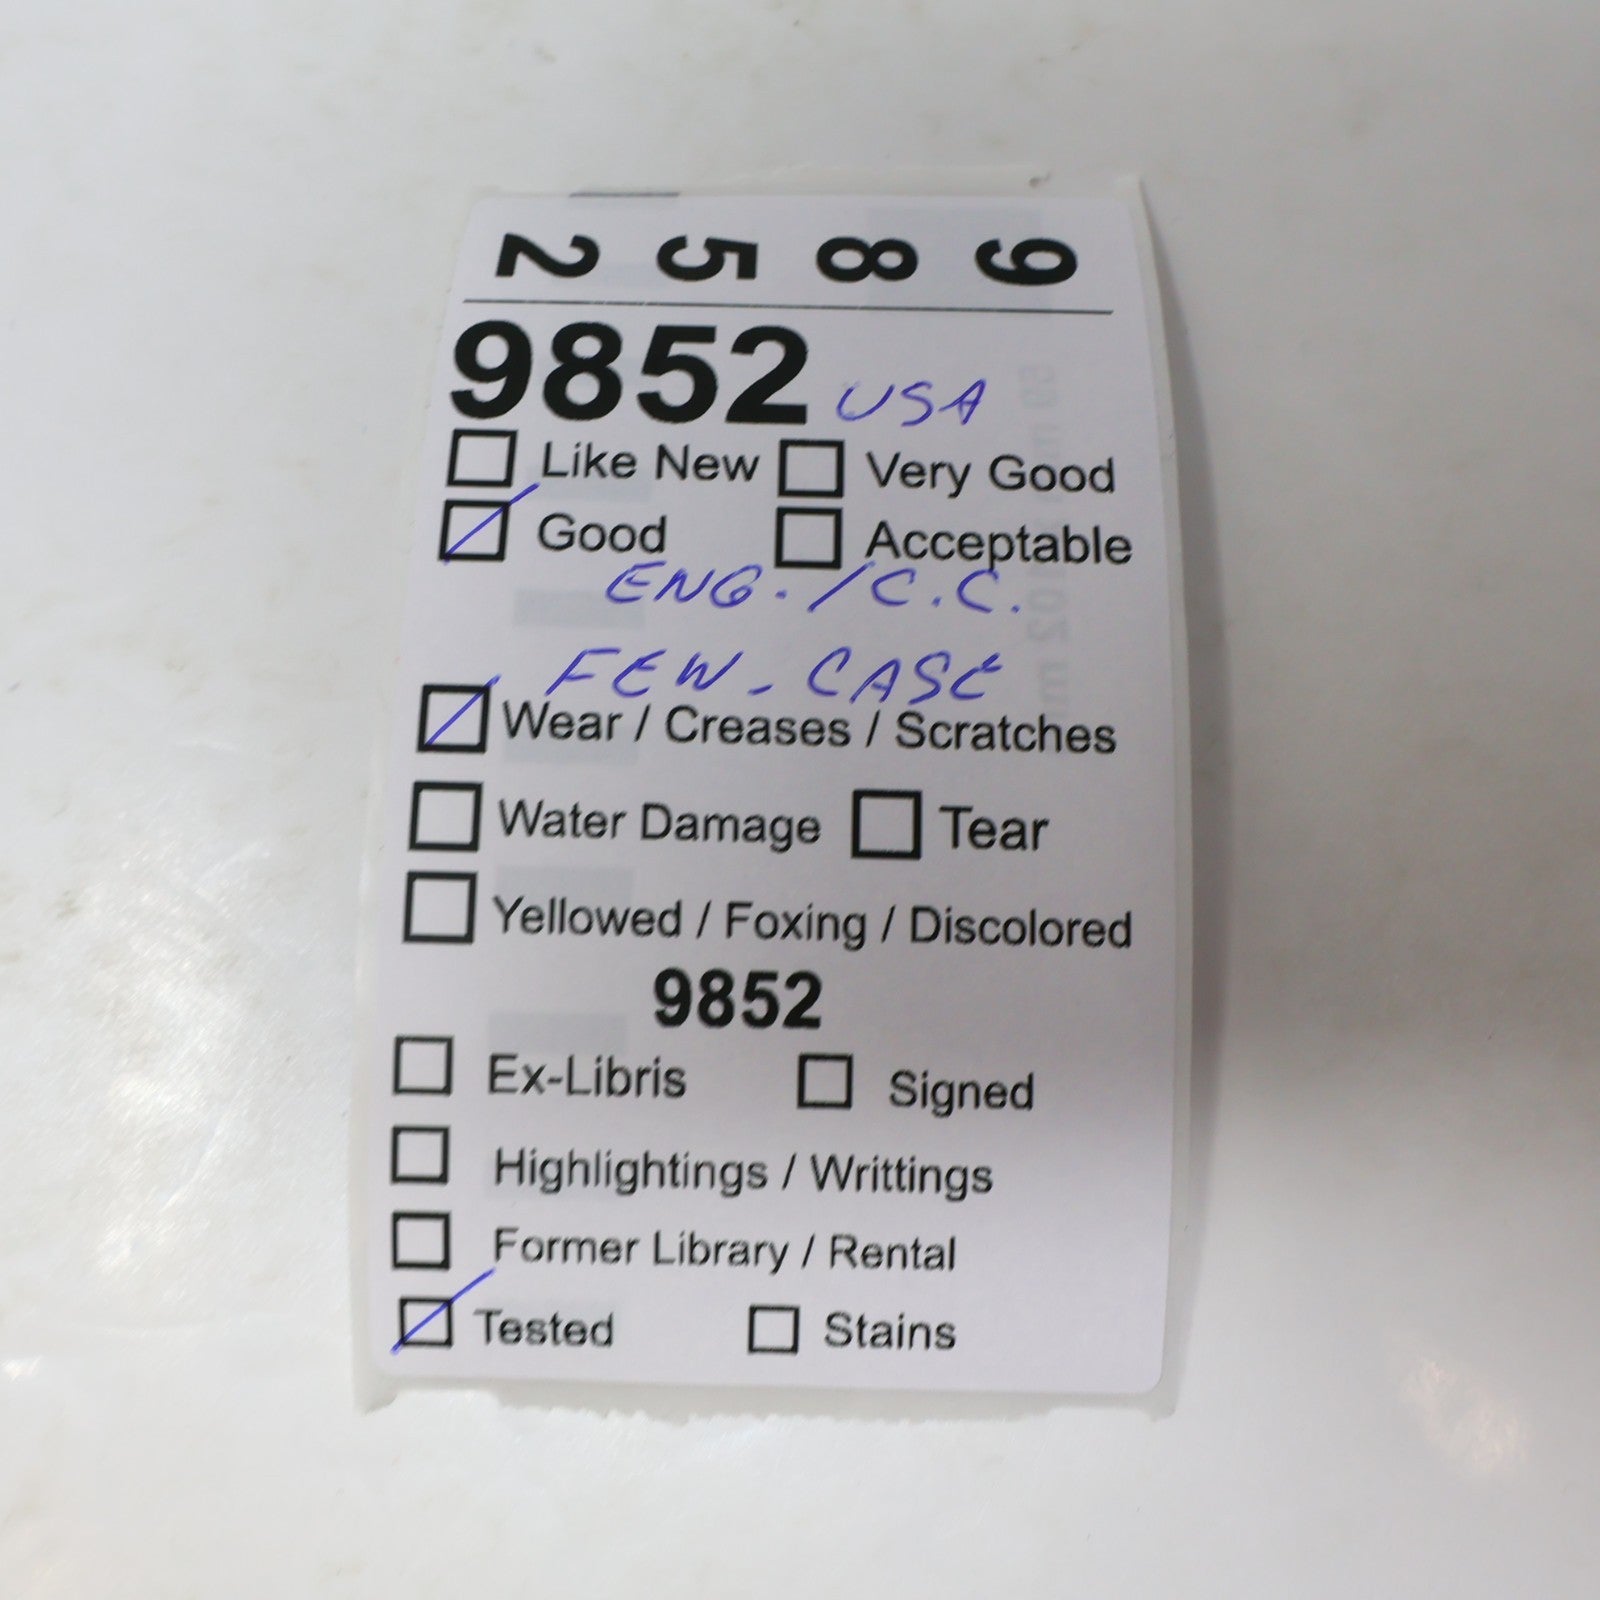 2 5 8 9
9852 USA
Like New Very Good
Good Acceptable
ENG. / C.C.
FEW - CASE
Wear / Creases / Scratches
Water Damage Tear
Yellowed / Foxing / Discolored
9852
Ex-Libris Signed
Highlightings / Writtings
Former Library / Rental
Tested Stains